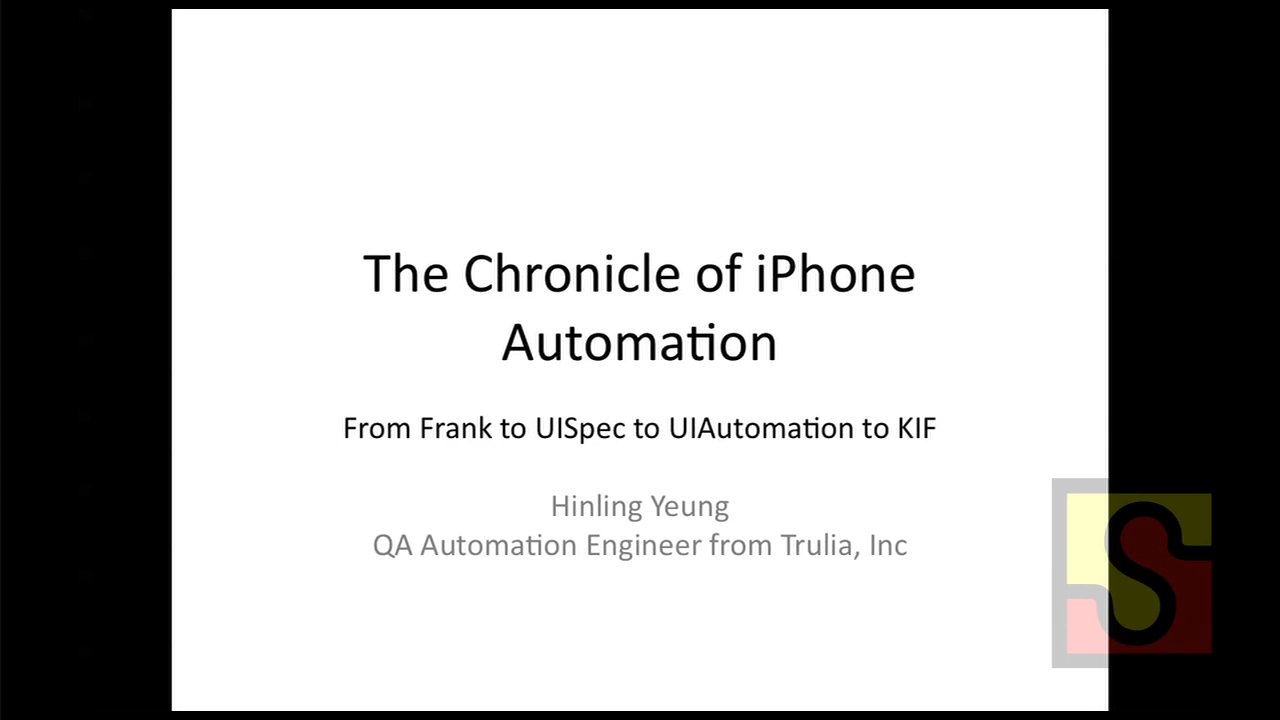 The Chronicle of iPhone
Automation
From Frank to UISpec to UIAutomation to KIF
Hinling Yeung
QA Automation Engineer from Trulia, Inc
S